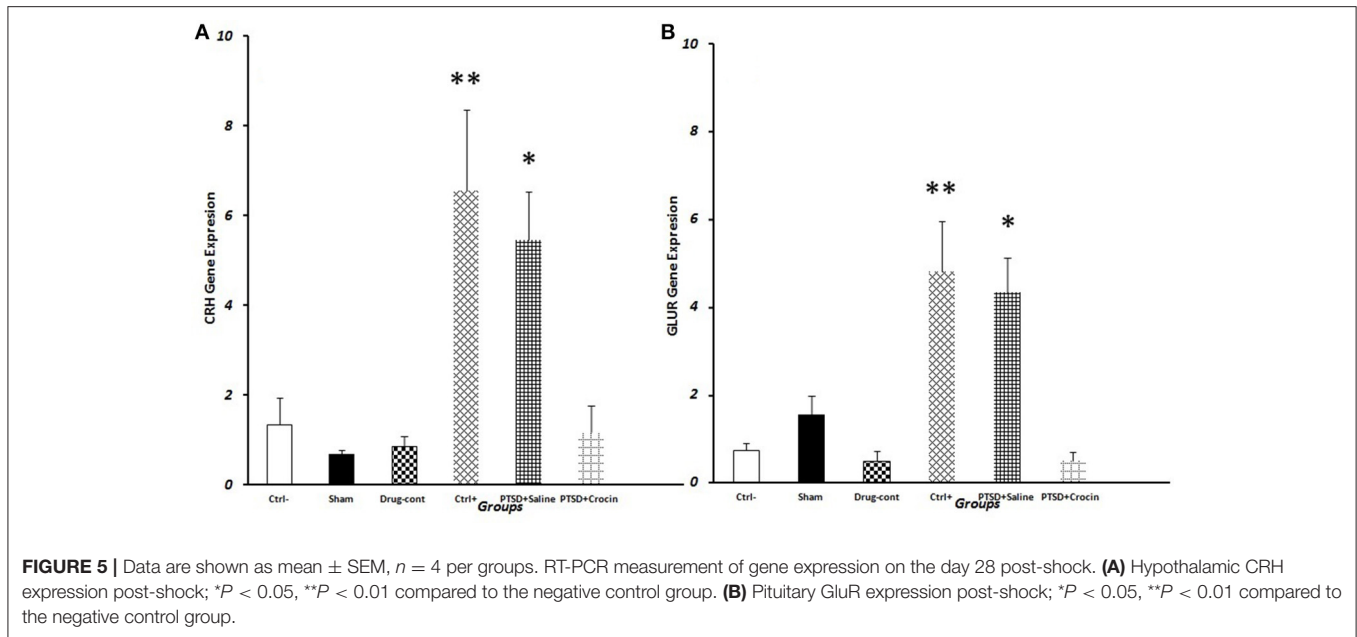 A
10
8
6
4
2
0
CRH Gene Expresion
**
*
Ctrl-
Sham
Drug-cont
Ctrl+
PTSD+Saline
PTSD+Crocin
Groups
B
10
8
6
4
2
0
GLUR Gene Expresion
**
*
Ctrl-
Sham
Drug-cont
Ctrl+
PTSD+Saline
PTSD+Crocin
Groups
FIGURE 5 | Data are shown as mean ± SEM, n = 4 per groups. RT-PCR measurement of gene expression on the day 28 post-shock. (A) Hypothalamic CRH
expression post-shock; *P < 0.05, **P < 0.01 compared to the negative control group. (B) Pituitary GluR expression post-shock; *P < 0.05, **P < 0.01 compared to
the negative control group.